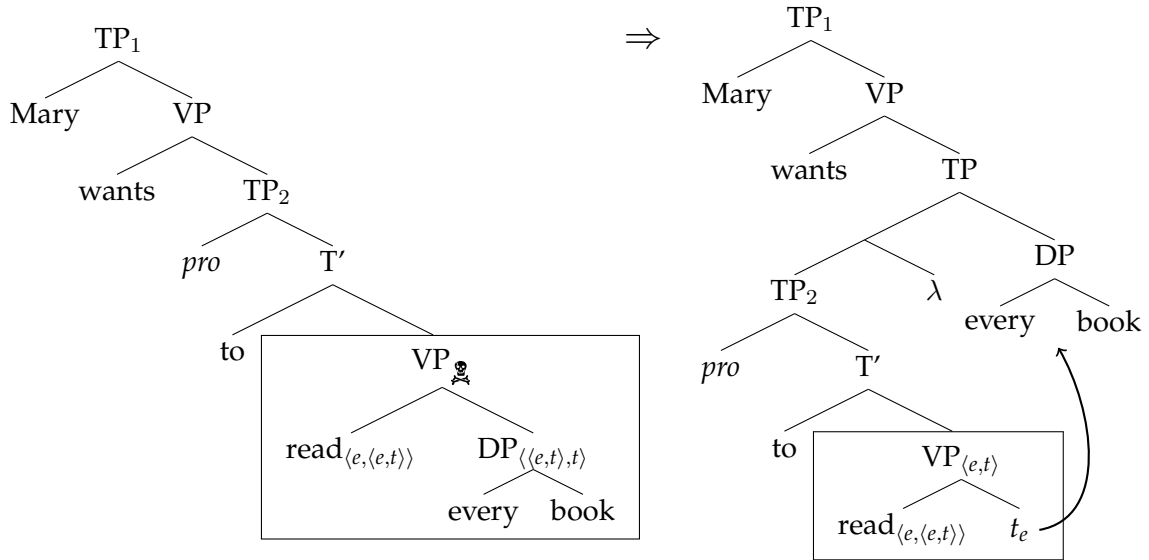 TP₁ ⇒ TP₁
Mary VP Mary VP
wants TP₂ wants TP
pro T′ DP
TP₂ λ
to every book
VP☠ pro T′
read⟨e,⟨e,t⟩⟩ DP⟨⟨e,t⟩,t⟩ to VP⟨e,t⟩
every book read⟨e,⟨e,t⟩⟩ tₑ